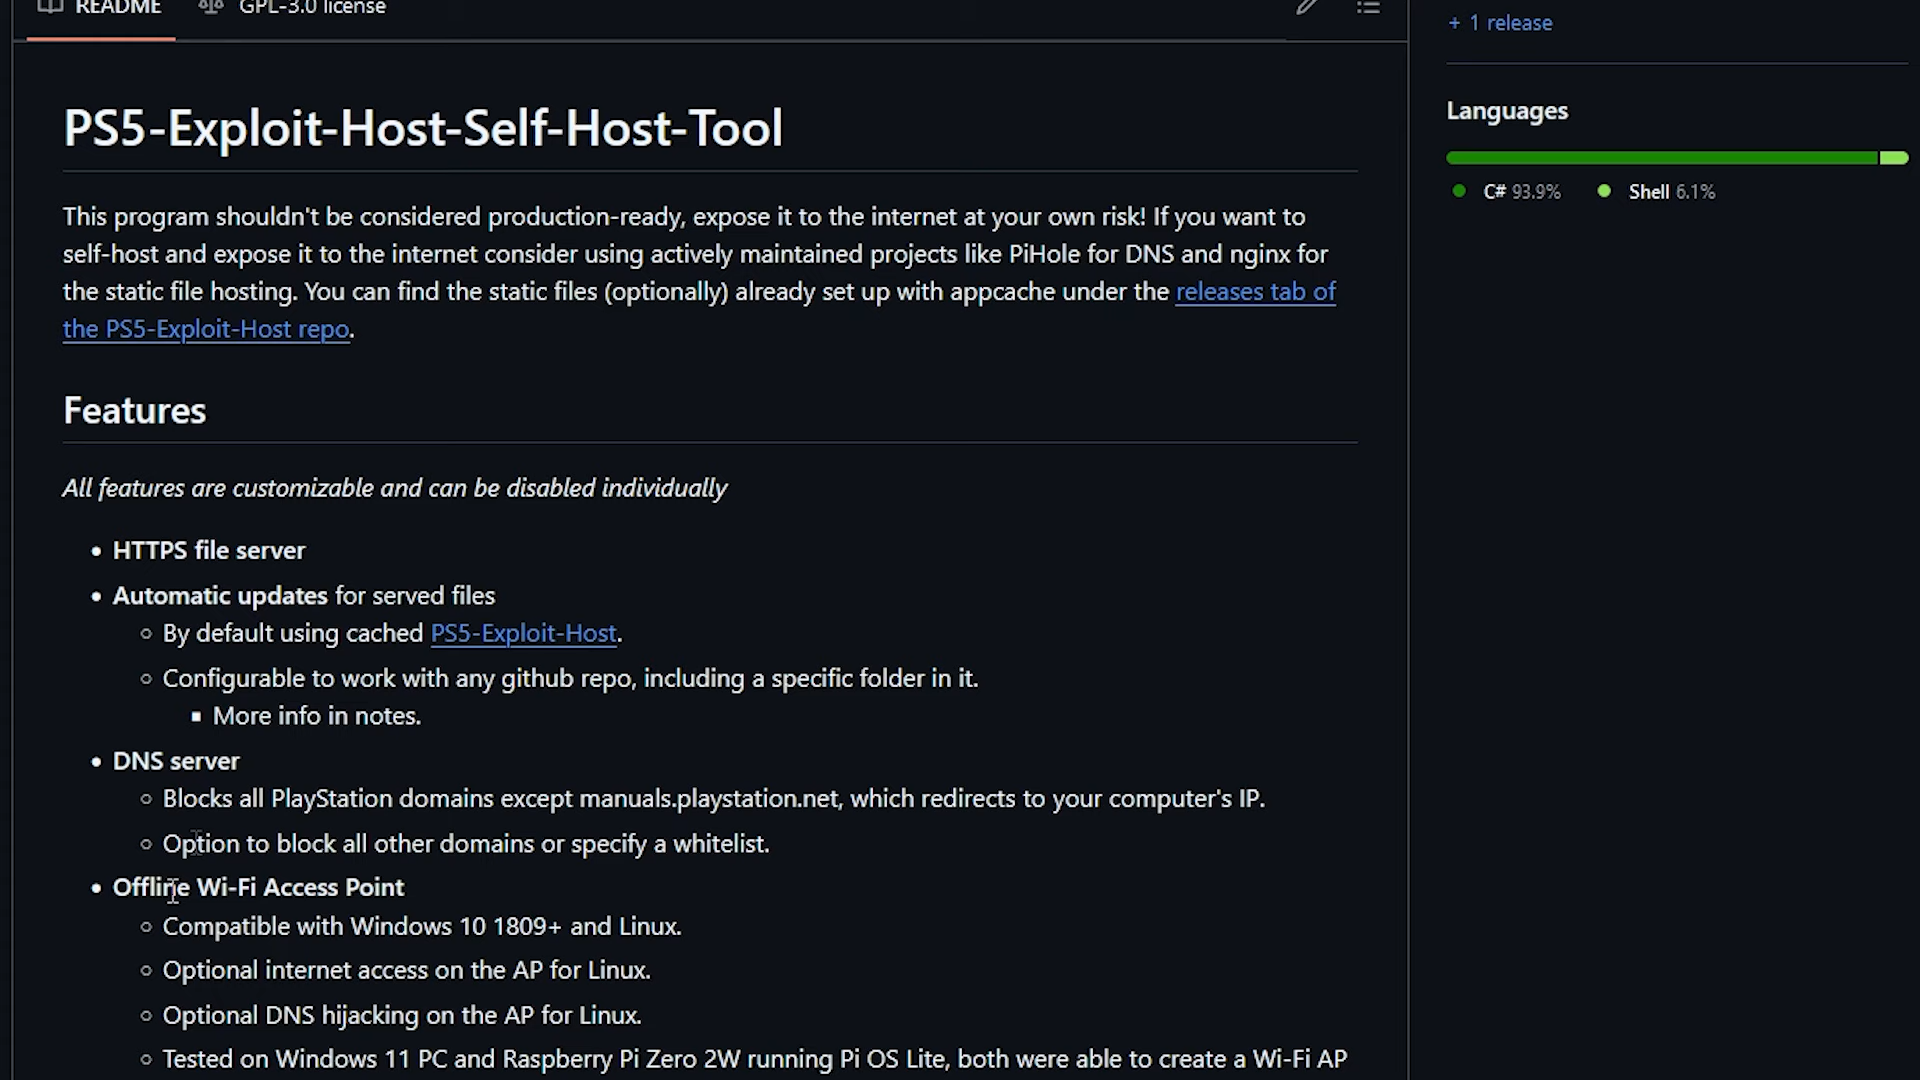 README GPL-3.0 license
+ 1 release
PS5-Exploit-Host-Self-Host-Tool
This program shouldn't be considered production-ready, expose it to the internet at your own risk! If you want to
self-host and expose it to the internet consider using actively maintained projects like PiHole for DNS and nginx for
the static file hosting. You can find the static files (optionally) already set up with appcache under the releases tab of
the PS5-Exploit-Host repo.
Features
All features are customizable and can be disabled individually
• HTTPS file server
• Automatic updates for served files
◦ By default using cached PS5-Exploit-Host.
◦ Configurable to work with any github repo, including a specific folder in it.
▪ More info in notes.
• DNS server
◦ Blocks all PlayStation domains except manuals.playstation.net, which redirects to your computer's IP.
◦ Option to block all other domains or specify a whitelist.
• Offline Wi-Fi Access Point
◦ Compatible with Windows 10 1809+ and Linux.
◦ Optional internet access on the AP for Linux.
◦ Optional DNS hijacking on the AP for Linux.
◦ Tested on Windows 11 PC and Raspberry Pi Zero 2W running Pi OS Lite, both were able to create a Wi-Fi AP
Languages
C# 93.9% Shell 6.1%